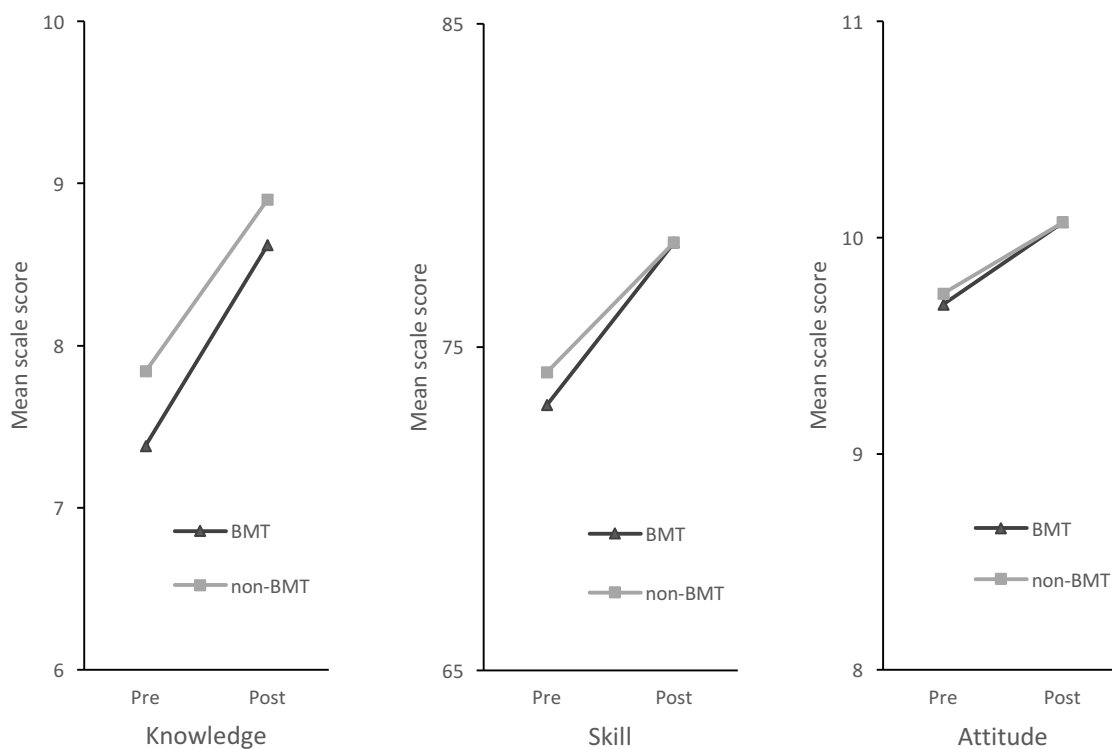 10
9
8
7
6
Mean scale score
BMT
non-BMT
Pre Post
Knowledge
85
75
65
Mean scale score
BMT
non-BMT
Pre Post
Skill
11
10
9
8
Mean scale score
BMT
non-BMT
Pre Post
Attitude